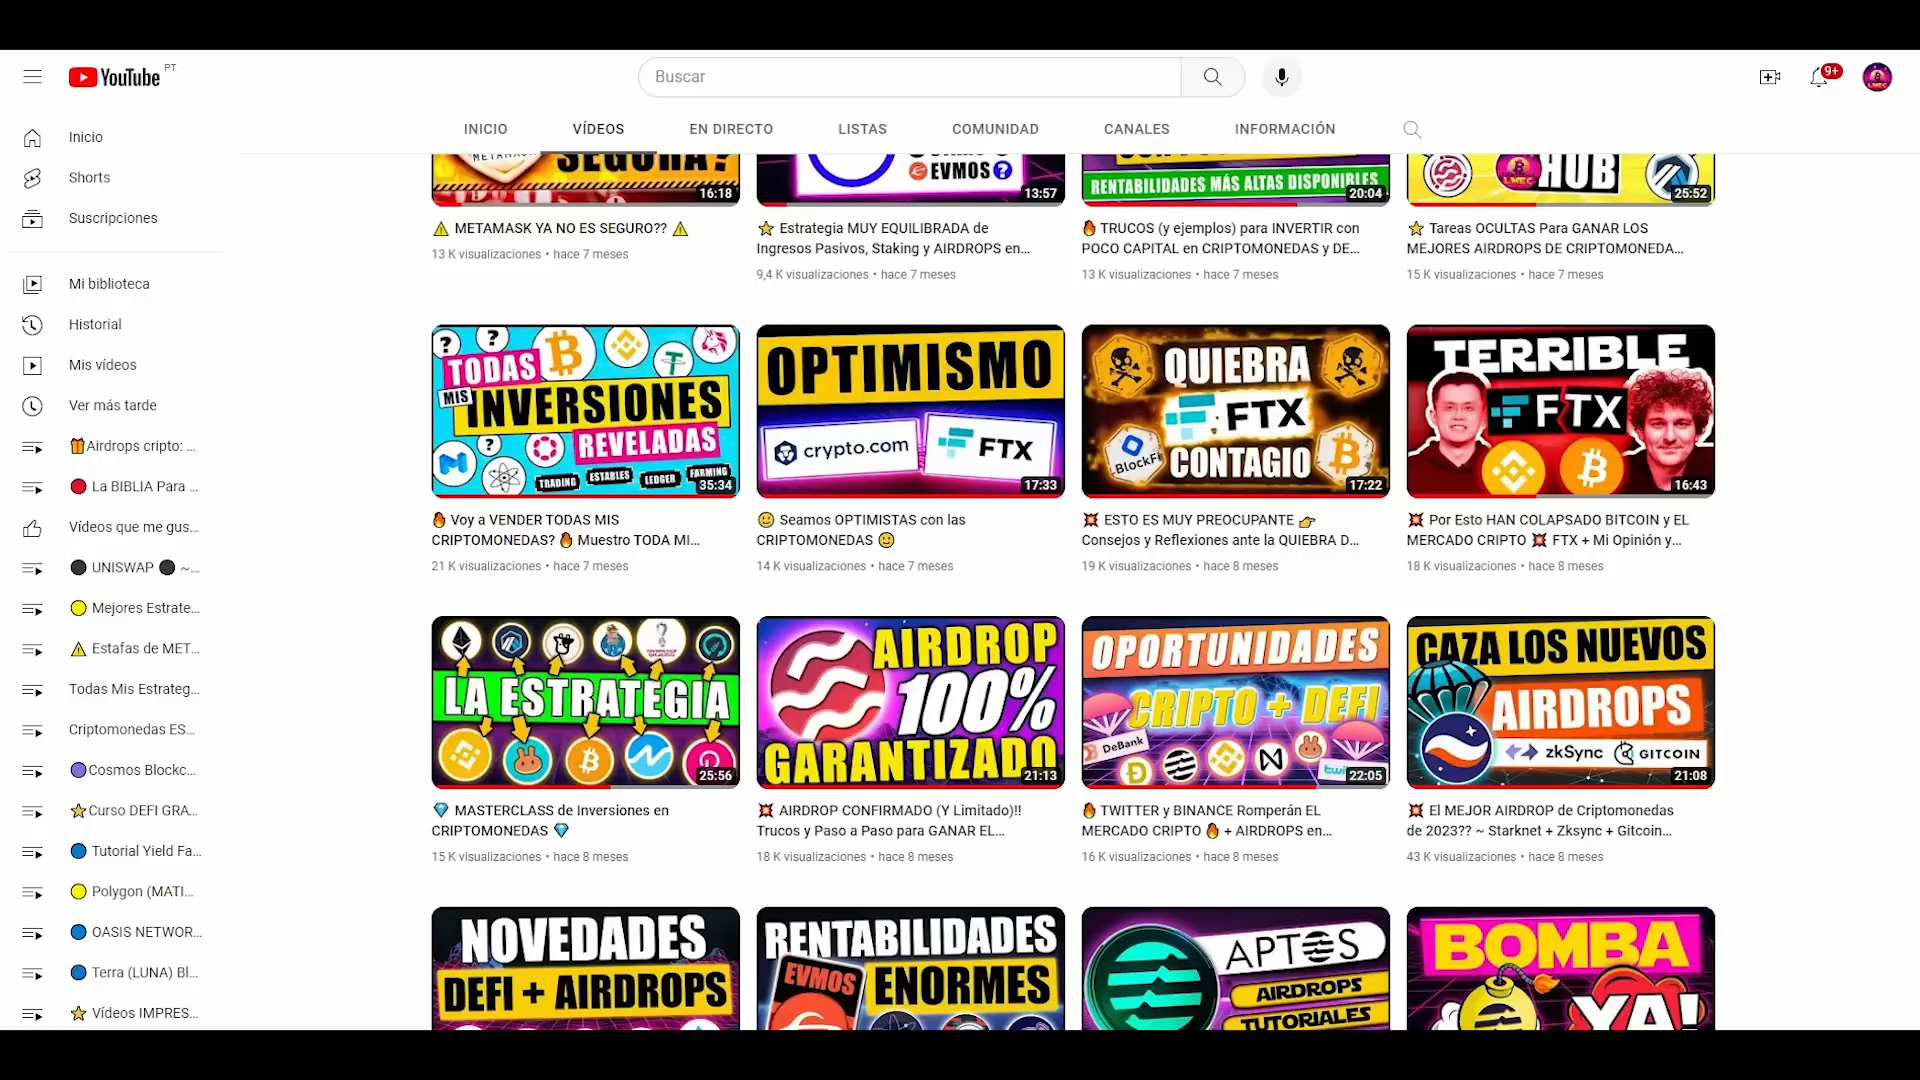 YouTube PT
Buscar
9+
INICIO
VÍDEOS
EN DIRECTO
LISTAS
COMUNIDAD
CANALES
INFORMACIÓN
Inicio
Shorts
Suscripciones
Mi biblioteca
Historial
Mis vídeos
Ver más tarde
Airdrops cripto: ...
La BIBLIA Para ...
Vídeos que me gus...
UNISWAP ~...
Mejores Estrate...
Estafas de MET...
Todas Mis Estrateg...
Criptomonedas ES...
Cosmos Blockc...
Curso DEFI GRA...
Tutorial Yield Fa...
Polygon (MATI...
OASIS NETWOR...
Terra (LUNA) Bl...
Vídeos IMPRES...
SEGURA?
16:18
METAMASK YA NO ES SEGURO??
13 K visualizaciones • hace 7 meses
EVMOS ?
13:57
Estrategia MUY EQUILIBRADA de
Ingresos Pasivos, Staking y AIRDROPS en...
9,4 K visualizaciones • hace 7 meses
RENTABILIDADES MÁS ALTAS DISPONIBLES
20:04
TRUCOS (y ejemplos) para INVERTIR con
POCO CAPITAL en CRIPTOMONEDAS y DE...
13 K visualizaciones • hace 7 meses
LMEC
HUB
25:52
Tareas OCULTAS Para GANAR LOS
MEJORES AIRDROPS DE CRIPTOMONEDA...
15 K visualizaciones • hace 7 meses
? ?
TODAS
MIS
INVERSIONES
? REVELADAS
TRADING ESTABLES LEDGER FARMING
35:34
Voy a VENDER TODAS MIS
CRIPTOMONEDAS? Muestro TODA MI...
21 K visualizaciones • hace 7 meses
OPTIMISMO
crypto.com
FTX
17:33
Seamos OPTIMISTAS con las
CRIPTOMONEDAS
14 K visualizaciones • hace 7 meses
QUIEBRA
FTX
BlockFi
CONTAGIO
17:22
ESTO ES MUY PREOCUPANTE
Consejos y Reflexiones ante la QUIEBRA D...
19 K visualizaciones • hace 8 meses
TERRIBLE
FTX
16:43
Por Esto HAN COLAPSADO BITCOIN y EL
MERCADO CRIPTO FTX + Mi Opinión y...
18 K visualizaciones • hace 8 meses
LA ESTRATEGIA
25:56
MASTERCLASS de Inversiones en
CRIPTOMONEDAS
15 K visualizaciones • hace 8 meses
AIRDROP
100%
GARANTIZADO
21:13
AIRDROP CONFIRMADO (Y Limitado)!!
Trucos y Paso a Paso para GANAR EL...
18 K visualizaciones • hace 8 meses
OPORTUNIDADES
CRIPTO + DEFI
DeBank
22:05
TWITTER y BINANCE Romperán EL
MERCADO CRIPTO + AIRDROPS en...
16 K visualizaciones • hace 8 meses
CAZA LOS NUEVOS
AIRDROPS
zkSync GITCOIN
21:08
El MEJOR AIRDROP de Criptomonedas
de 2023?? ~ Starknet + Zksync + Gitcoin...
43 K visualizaciones • hace 8 meses
NOVEDADES
DEFI + AIRDROPS
RENTABILIDADES
EVMOS
ENORMES
APTOS
AIRDROPS
TUTORIALES
BOMBA
YA!